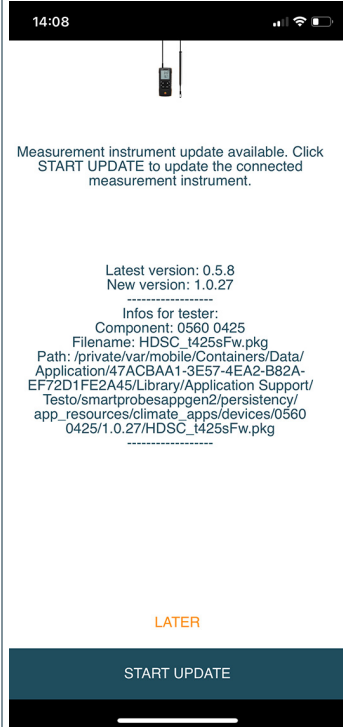 14:08
Measurement instrument update available. Click
START UPDATE to update the connected
measurement instrument.
Latest version: 0.5.8
New version: 1.0.27
------------------
Infos for tester:
Component: 0560 0425
Filename: HDSC_t425sFw.pkg
Path: /private/var/mobile/Containers/Data/
Application/47ACBAA1-3E57-4EA2-B82A-
EF72D1FE2A45/Library/Application Support/
Testo/smartprobesappgen2/persistency/
app_resources/climate_apps/devices/0560
0425/1.0.27/HDSC_t425sFw.pkg
------------------
LATER
START UPDATE